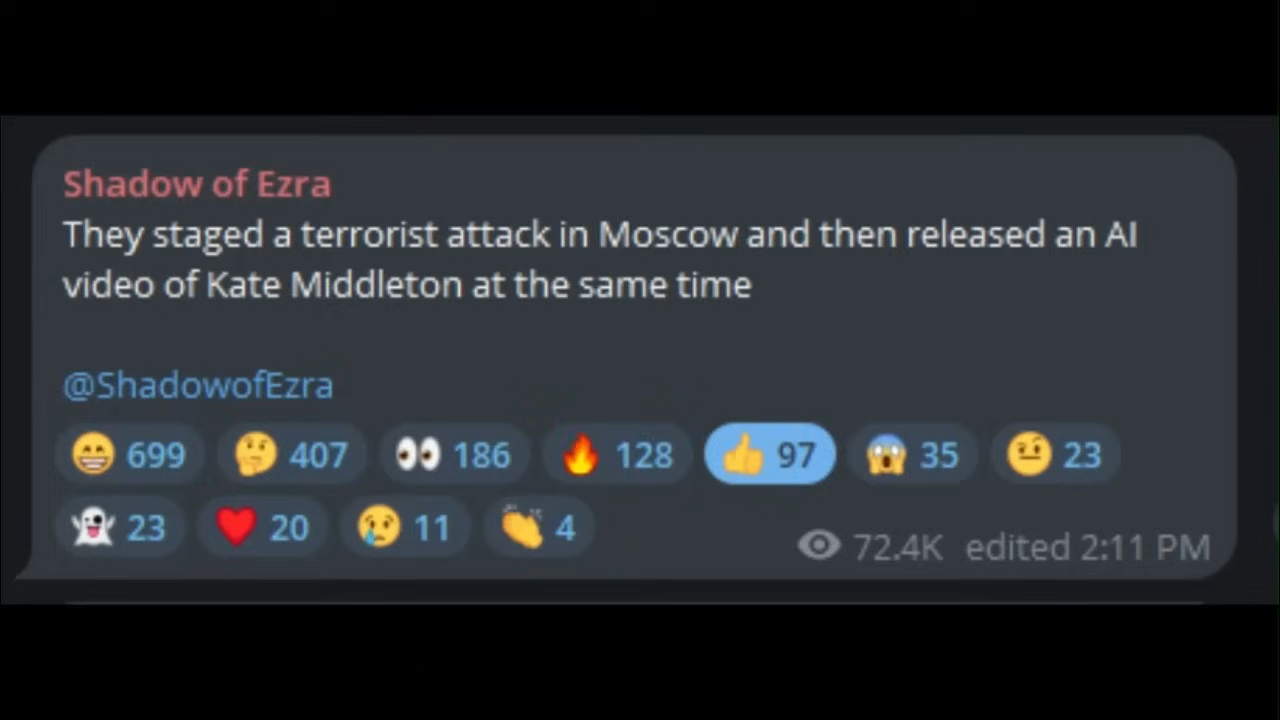 Shadow of Ezra
They staged a terrorist attack in Moscow and then released an AI
video of Kate Middleton at the same time
@ShadowofEzra
😁 699 🤔 407 👀 186 🔥 128 👍 97 😱 35 🤨 23
👻 23 ❤️ 20 😢 11 👏 4 72.4K edited 2:11 PM